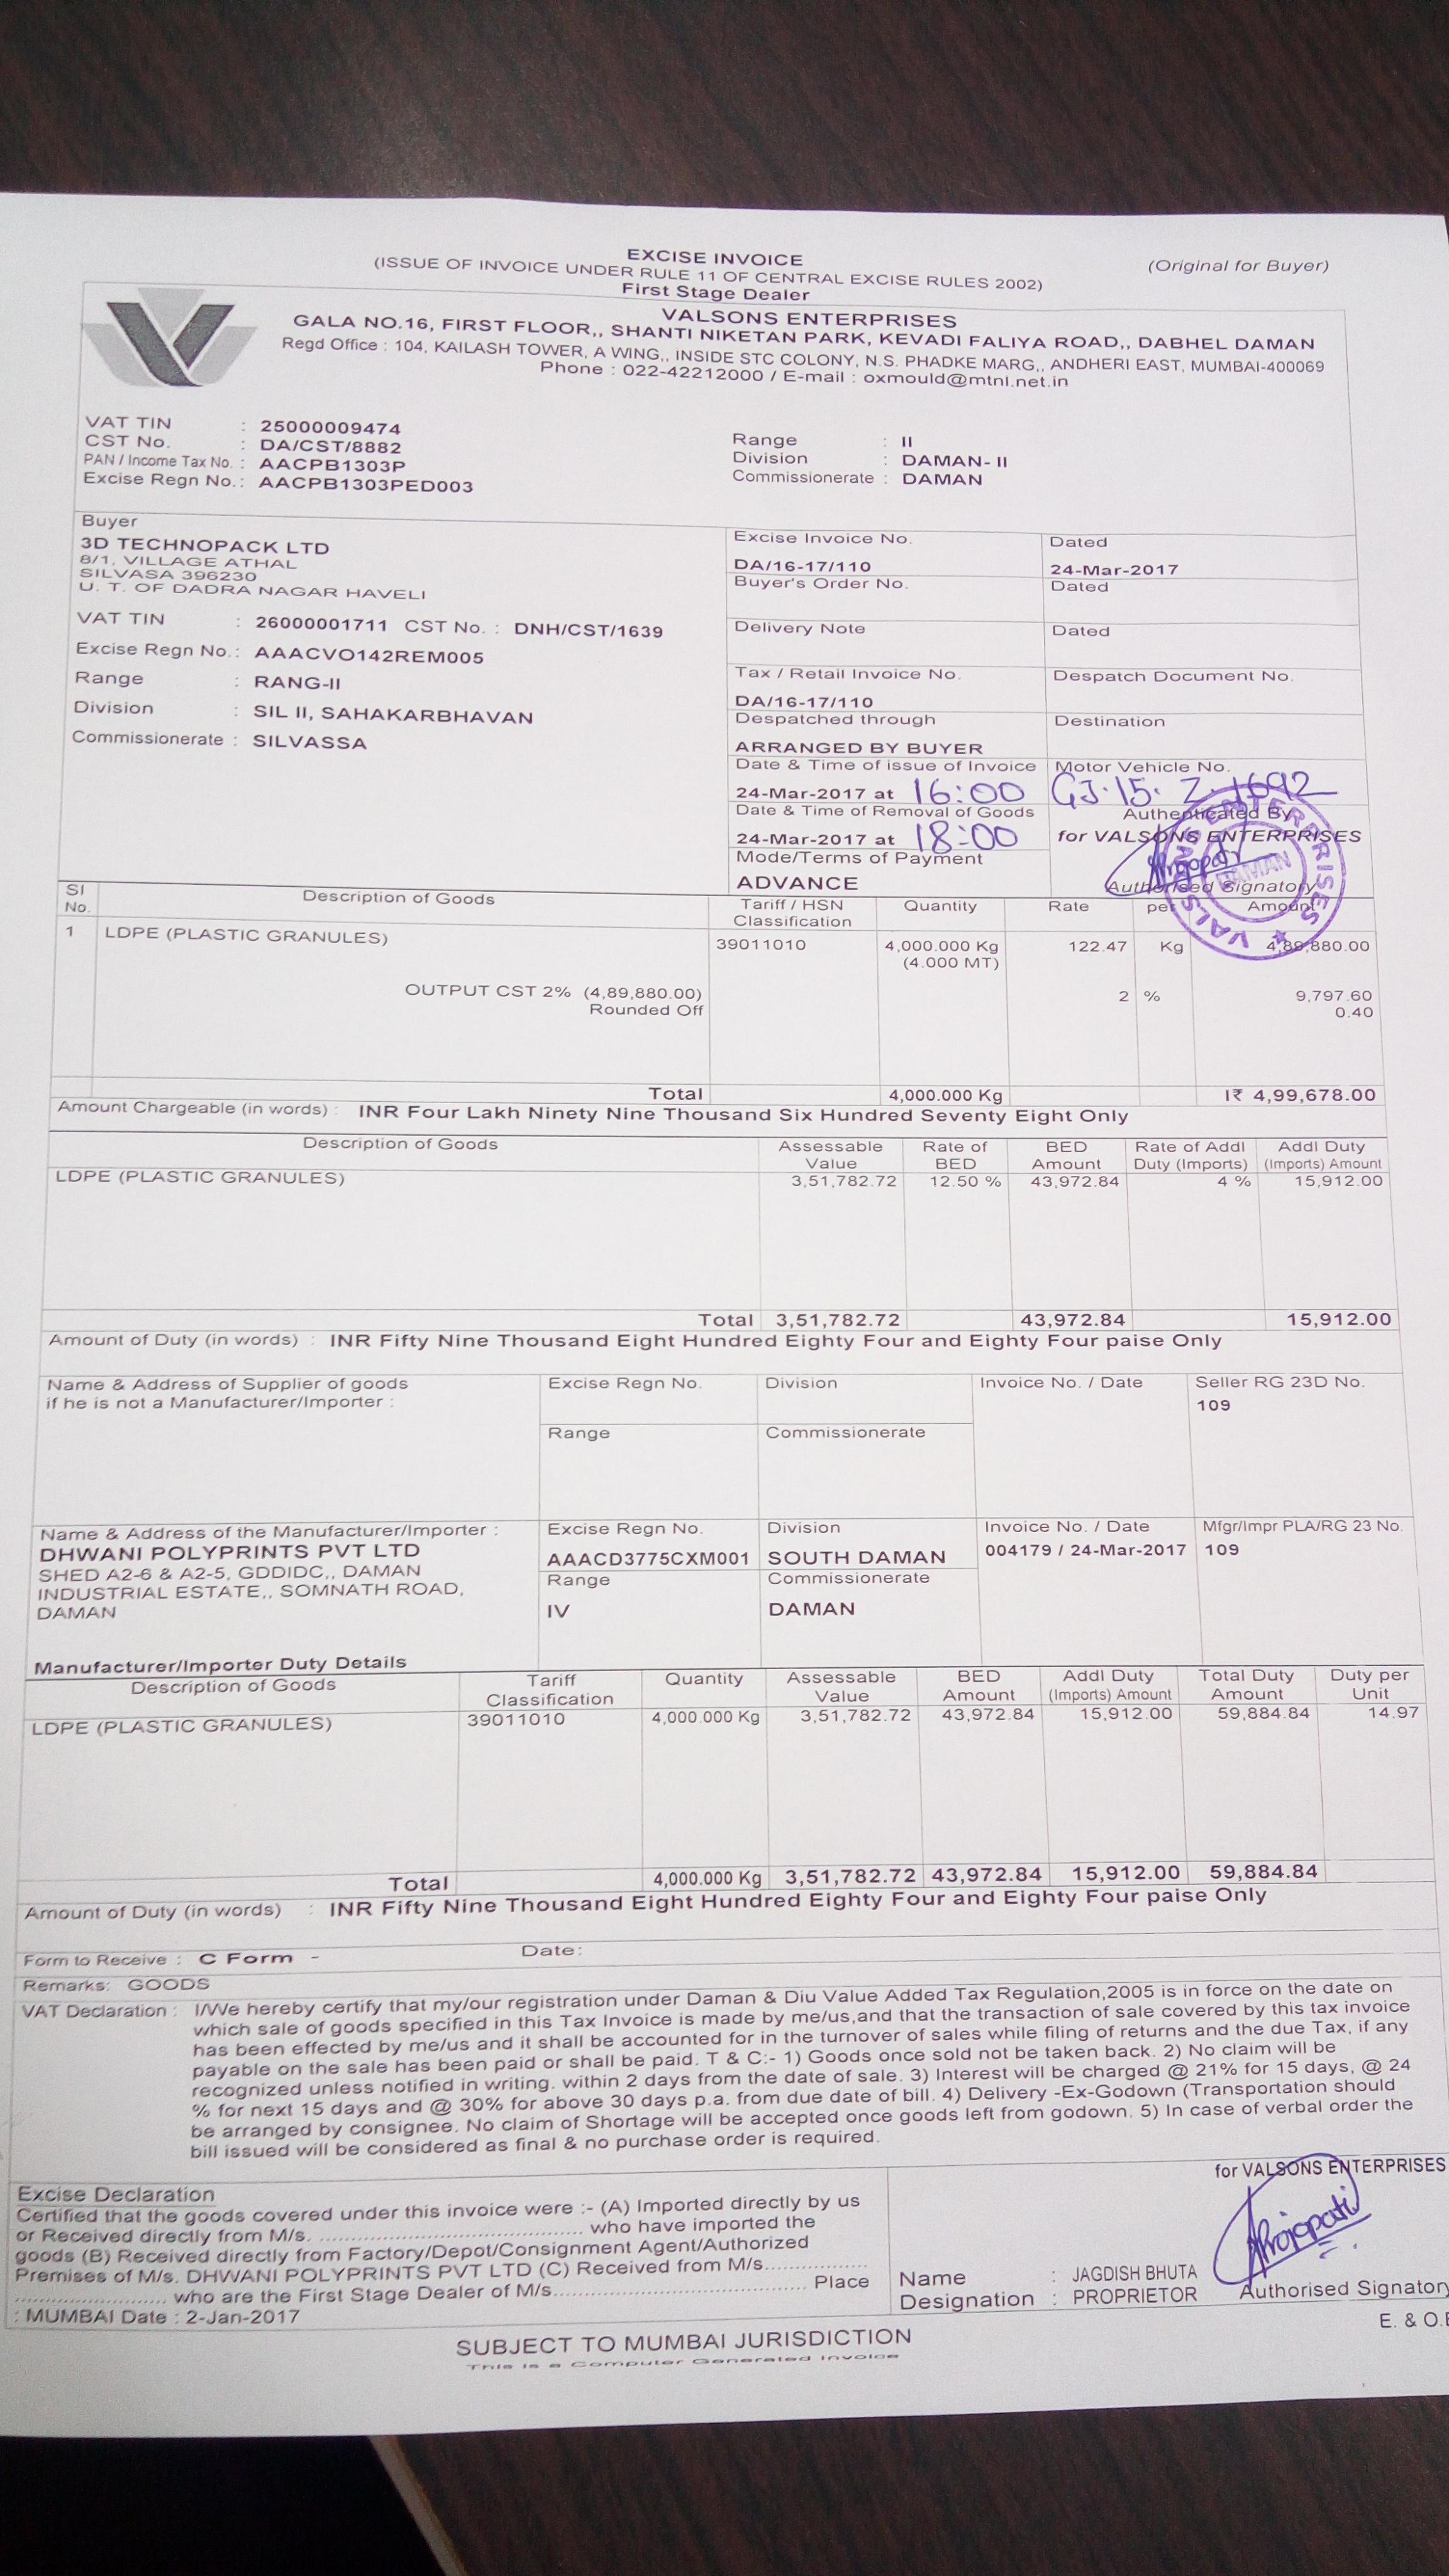 EXCISE INVOICE
(ISSUE OF INVOICE UNDER RULE 11 OF CENTRAL EXCISE RULES 2002)
(Original for Buyer)
First Stage Dealer
VALSONS ENTERPRISES
GALA NO.16, FIRST FLOOR,, SHANTI NIKETAN PARK, KEVADI FALIYA ROAD,, DABHEL DAMAN
Regd Office : 104, KAILASH TOWER, A WING,, INSIDE STC COLONY, N.S. PHADKE MARG,, ANDHERI EAST, MUMBAI-400069
Phone : 022-42212000 / E-mail : oxmould@mtnl.net.in
VAT TIN : 25000009474
CST No. : DA/CST/8882
PAN / Income Tax No. : AACPB1303P
Excise Regn No. : AACPB1303PED003
Range : II
Division : DAMAN- II
Commissionerate : DAMAN
Buyer
3D TECHNOPACK LTD
8/1, VILLAGE ATHAL
SILVASA 396230
U. T. OF DADRA NAGAR HAVELI
VAT TIN : 26000001711 CST No. : DNH/CST/1639
Excise Regn No. : AAACVO142REM005
Range : RANG-II
Division : SIL II, SAHAKARBHAVAN
Commissionerate : SILVASSA
Excise Invoice No. Dated
DA/16-17/110 24-Mar-2017
Buyer's Order No. Dated
Delivery Note Dated
Tax / Retail Invoice No. Despatch Document No.
DA/16-17/110
Despatched through Destination
ARRANGED BY BUYER
Date & Time of issue of Invoice Motor Vehicle No.
24-Mar-2017 at 16:00 GJ.15. Z.1692
Date & Time of Removal of Goods Authenticated By
24-Mar-2017 at 18:00 for VALSONS ENTERPRISES
Mode/Terms of Payment
ADVANCE Authorised Signatory
VALSONS ENTERPRISES ★ DAMAN
Sl No. Description of Goods Tariff / HSN Classification Quantity Rate per Amount
1 LDPE (PLASTIC GRANULES) 39011010 4,000.000 Kg 122.47 Kg 4,89,880.00
(4.000 MT)
OUTPUT CST 2% (4,89,880.00) 2 % 9,797.60
Rounded Off 0.40
Total 4,000.000 Kg I₹ 4,99,678.00
Amount Chargeable (in words) : INR Four Lakh Ninety Nine Thousand Six Hundred Seventy Eight Only
Description of Goods Assessable Value Rate of BED BED Amount Rate of Addl Duty (Imports) Addl Duty (Imports) Amount
LDPE (PLASTIC GRANULES) 3,51,782.72 12.50 % 43,972.84 4 % 15,912.00
Total 3,51,782.72 43,972.84 15,912.00
Amount of Duty (in words) : INR Fifty Nine Thousand Eight Hundred Eighty Four and Eighty Four paise Only
Name & Address of Supplier of goods
if he is not a Manufacturer/Importer :
Excise Regn No. Division Invoice No. / Date Seller RG 23D No.
109
Range Commissionerate
Name & Address of the Manufacturer/Importer :
DHWANI POLYPRINTS PVT LTD
SHED A2-6 & A2-5, GDDIDC,, DAMAN
INDUSTRIAL ESTATE,, SOMNATH ROAD,
DAMAN
Excise Regn No. Division Invoice No. / Date Mfgr/Impr PLA/RG 23 No.
AAACD3775CXM001 SOUTH DAMAN 004179 / 24-Mar-2017 109
Range Commissionerate
IV DAMAN
Manufacturer/Importer Duty Details
Description of Goods Tariff Classification Quantity Assessable Value BED Amount Addl Duty (Imports) Amount Total Duty Amount Duty per Unit
LDPE (PLASTIC GRANULES) 39011010 4,000.000 Kg 3,51,782.72 43,972.84 15,912.00 59,884.84 14.97
Total 4,000.000 Kg 3,51,782.72 43,972.84 15,912.00 59,884.84
Amount of Duty (in words) : INR Fifty Nine Thousand Eight Hundred Eighty Four and Eighty Four paise Only
Form to Receive : C Form - Date:
Remarks: GOODS
VAT Declaration : I/We hereby certify that my/our registration under Daman & Diu Value Added Tax Regulation,2005 is in force on the date on
which sale of goods specified in this Tax Invoice is made by me/us,and that the transaction of sale covered by this tax invoice
has been effected by me/us and it shall be accounted for in the turnover of sales while filing of returns and the due Tax, if any
payable on the sale has been paid or shall be paid. T & C:- 1) Goods once sold not be taken back. 2) No claim will be
recognized unless notified in writing. within 2 days from the date of sale. 3) Interest will be charged @ 21% for 15 days, @ 24
% for next 15 days and @ 30% for above 30 days p.a. from due date of bill. 4) Delivery -Ex-Godown (Transportation should
be arranged by consignee. No claim of Shortage will be accepted once goods left from godown. 5) In case of verbal order the
bill issued will be considered as final & no purchase order is required.
Excise Declaration
Certified that the goods covered under this invoice were :- (A) Imported directly by us
or Received directly from M/s. ............................................. who have imported the
goods (B) Received directly from Factory/Depot/Consignment Agent/Authorized
Premises of M/s. DHWANI POLYPRINTS PVT LTD (C) Received from M/s.................
............................. who are the First Stage Dealer of M/s........................................... Place
: MUMBAI Date : 2-Jan-2017
for VALSONS ENTERPRISES
Name : JAGDISH BHUTA
Designation : PROPRIETOR
Authorised Signatory
E. & O.E
SUBJECT TO MUMBAI JURISDICTION
This is a Computer Generated Invoice